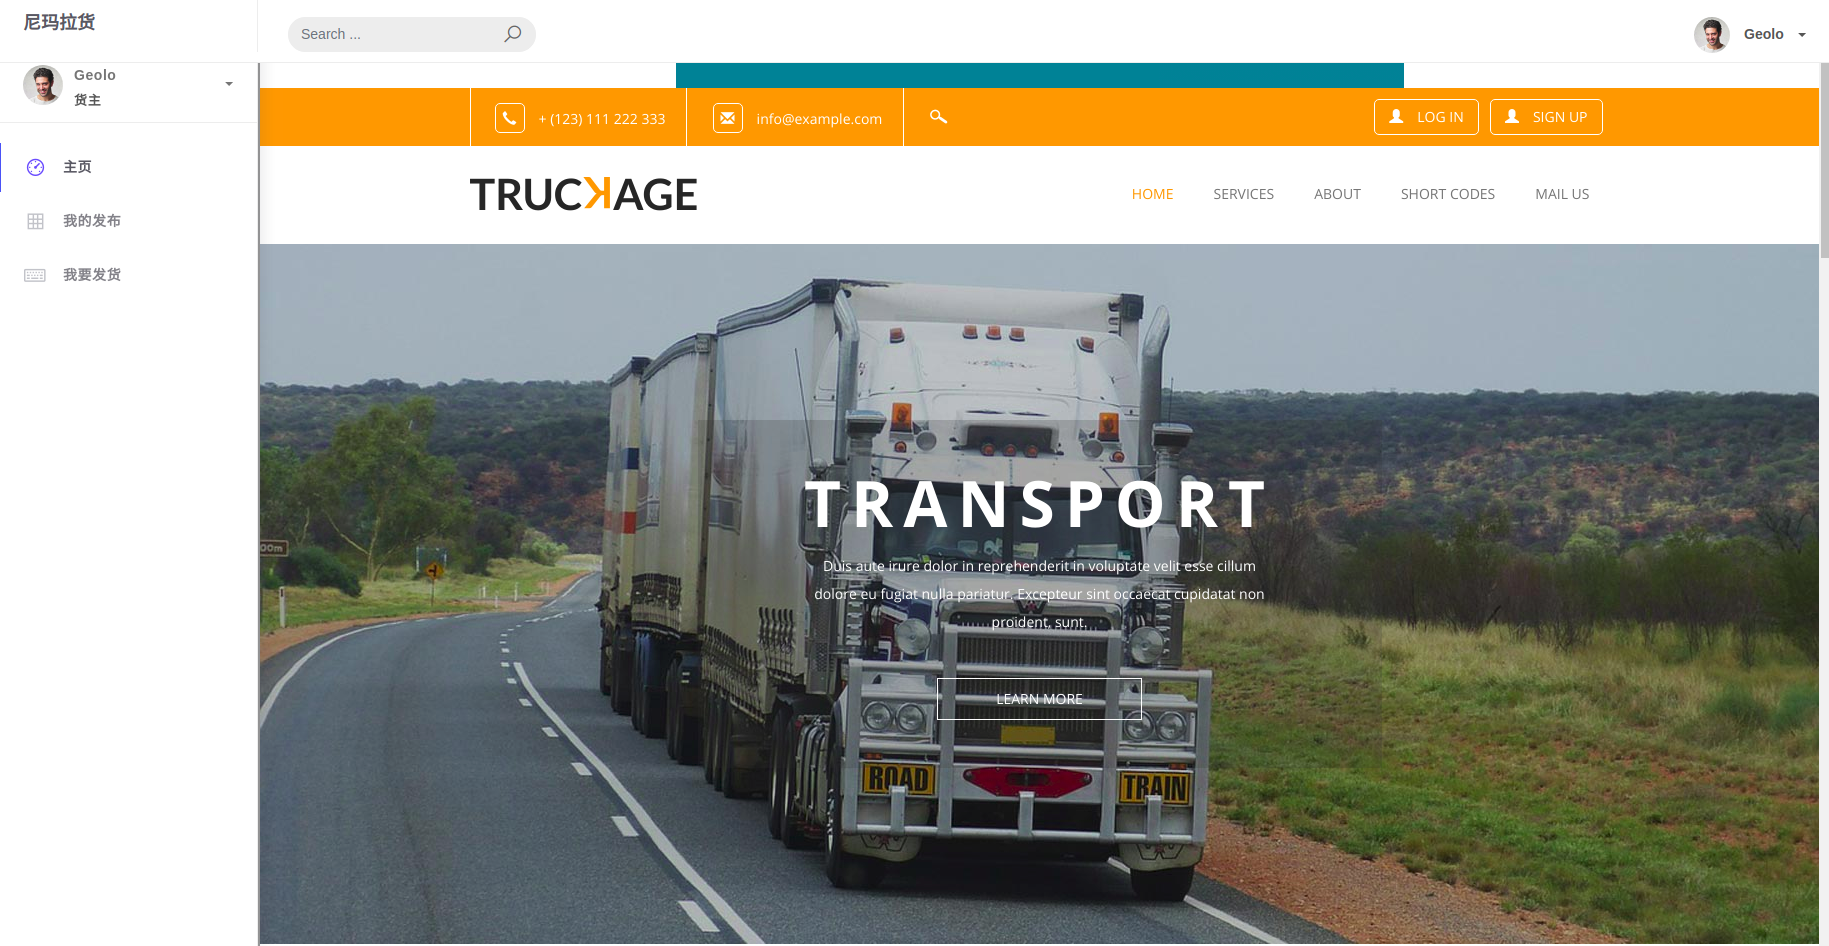 尼玛拉货
Search ...
Geolo
Geolo
货主
主页
我的发布
我要发货
+ (123) 111 222 333
info@example.com
LOG IN
SIGN UP
TRUCKAGE
HOME
SERVICES
ABOUT
SHORT CODES
MAIL US
TRANSPORT
Duis aute irure dolor in reprehenderit in voluptate velit esse cillum
dolore eu fugiat nulla pariatur. Excepteur sint occaecat cupidatat non
proident, sunt.
LEARN MORE
00m
ROAD
TRAIN